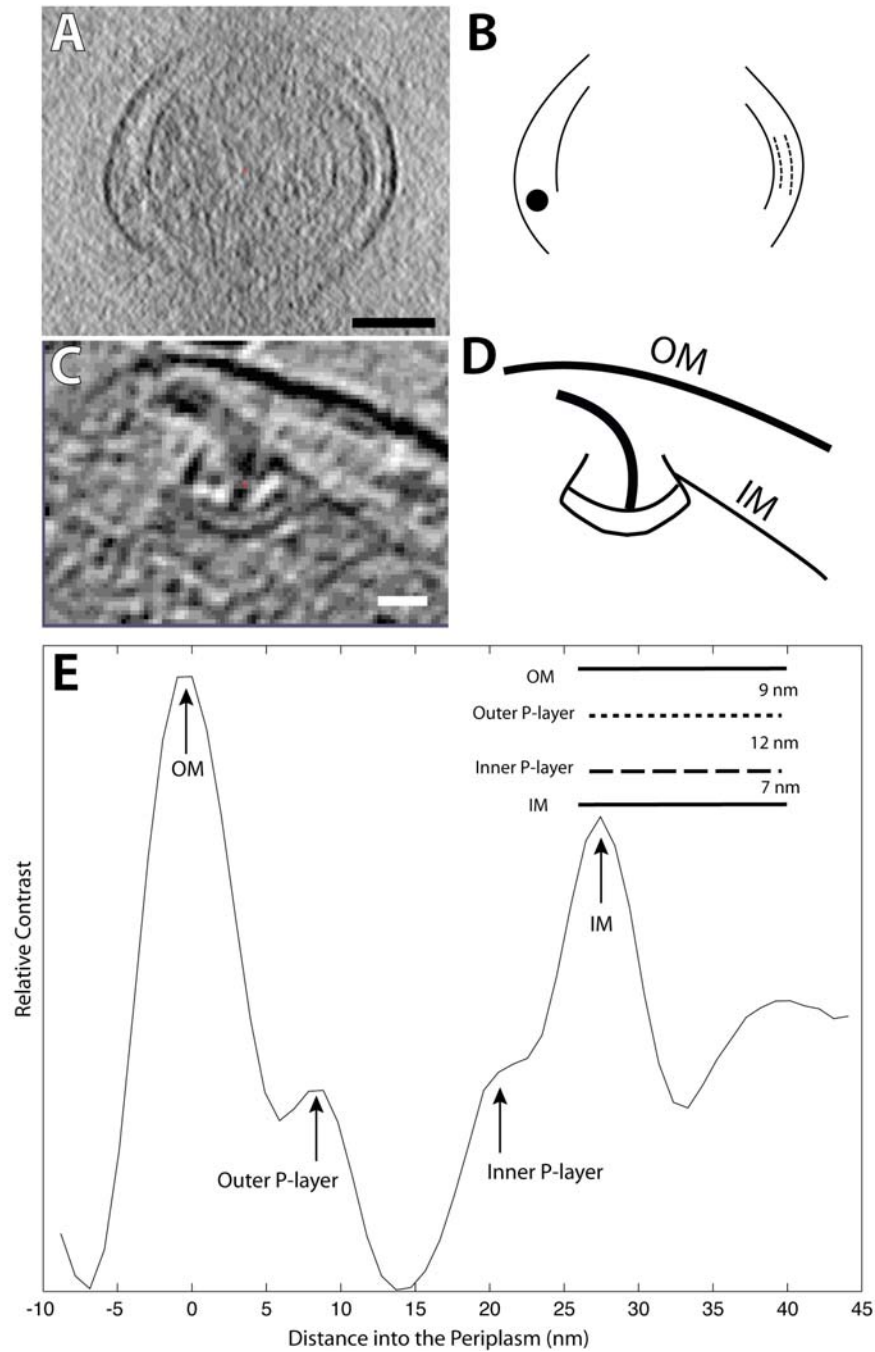 A
B
C
D
OM
IM
E
OM
9 nm
Outer P-layer
12 nm
Inner P-layer
7 nm
IM
OM
IM
Outer P-layer
Inner P-layer
Relative Contrast
-10 -5 0 5 10 15 20 25 30 35 40 45
Distance into the Periplasm (nm)